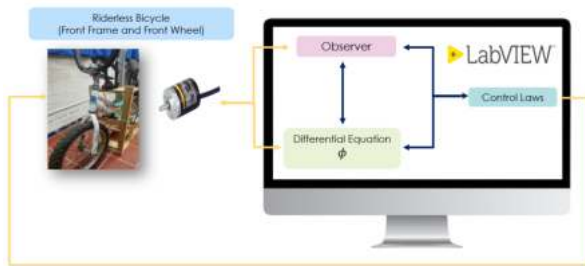 Riderless Bicycle
(Front Frame and Front Wheel)
Observer
LabVIEW
Control Laws
Differential Equation
ϕ